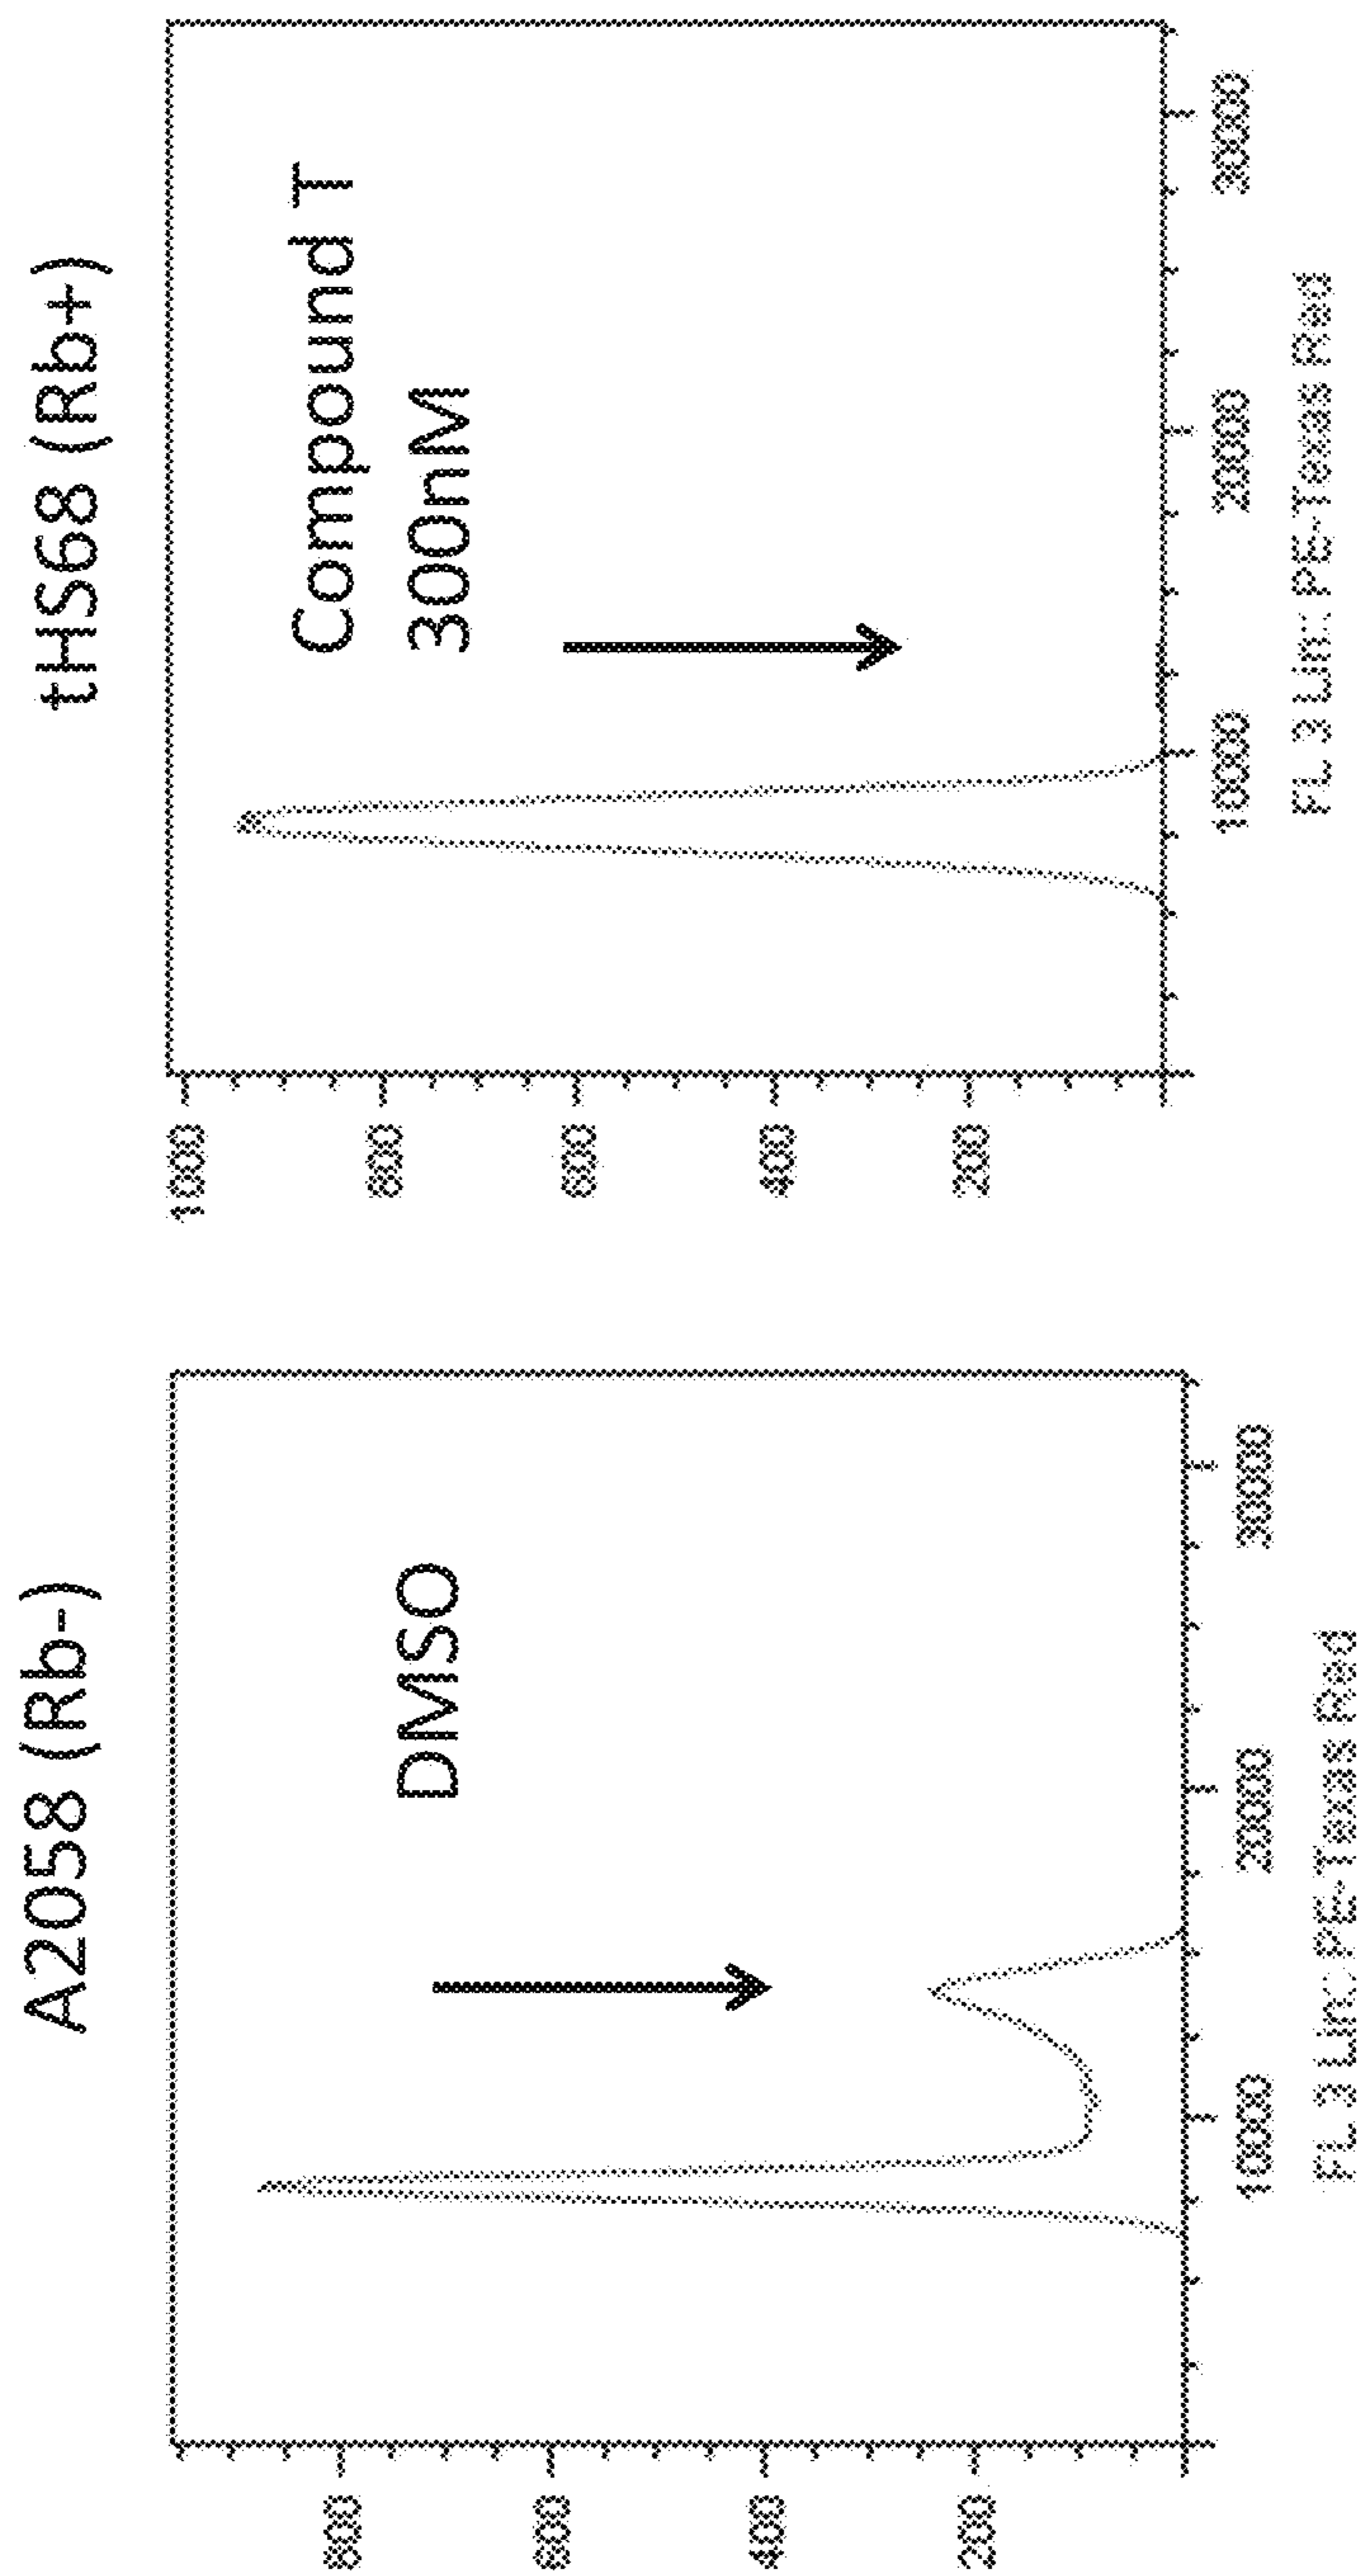 A2058 (Rb-)
DMSO
800
600
400
200
10000
20000
30000
FL 3 Lin: PE-Texas Red
tHS68 (Rb+)
Compound T
300nM
1000
800
600
400
200
10000
20000
30000
FL 3 Lin: PE-Texas Red